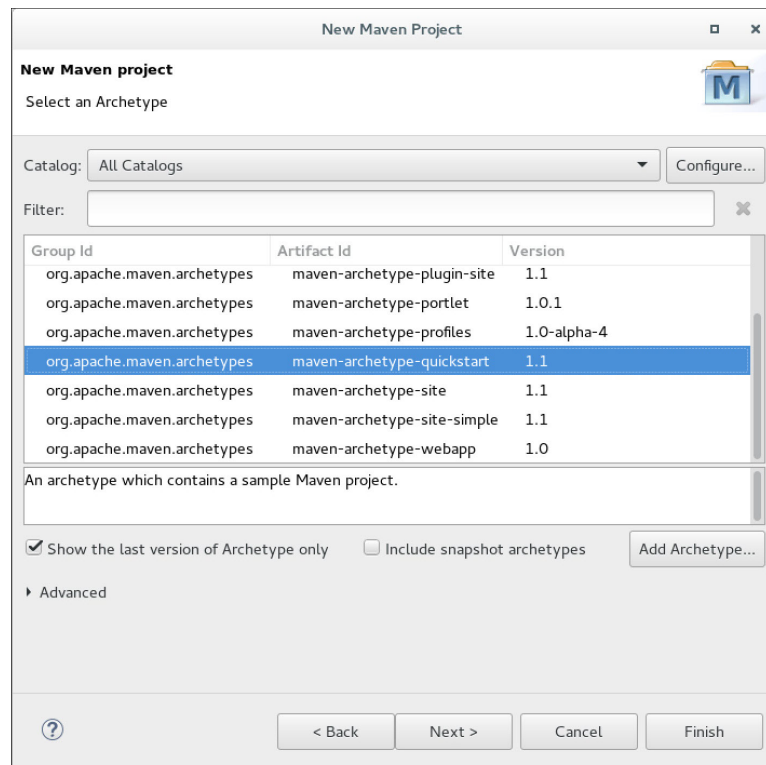 New Maven Project
New Maven project
Select an Archetype
M
Catalog: All Catalogs Configure...
Filter:
Group Id Artifact Id Version
org.apache.maven.archetypes maven-archetype-plugin-site 1.1
org.apache.maven.archetypes maven-archetype-portlet 1.0.1
org.apache.maven.archetypes maven-archetype-profiles 1.0-alpha-4
org.apache.maven.archetypes maven-archetype-quickstart 1.1
org.apache.maven.archetypes maven-archetype-site 1.1
org.apache.maven.archetypes maven-archetype-site-simple 1.1
org.apache.maven.archetypes maven-archetype-webapp 1.0
An archetype which contains a sample Maven project.
Show the last version of Archetype only Include snapshot archetypes Add Archetype...
Advanced
? < Back Next > Cancel Finish